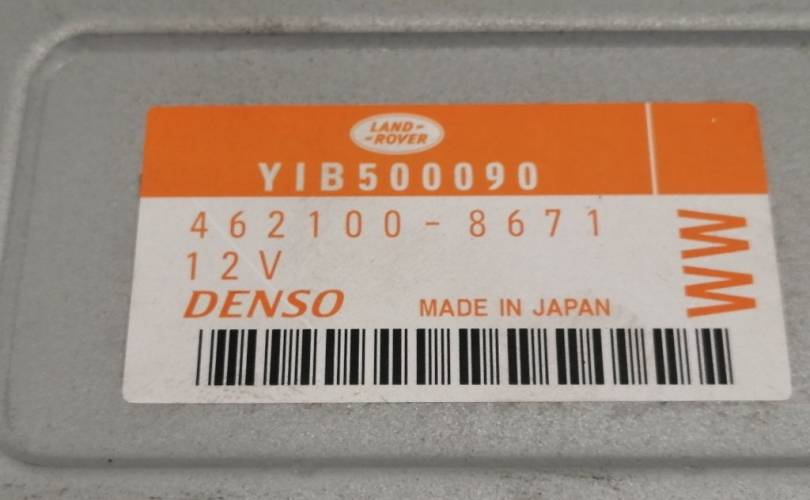 LAND-
-ROVER
YIB500090
462100-8671
12V
DENSO
MADE IN JAPAN
WW